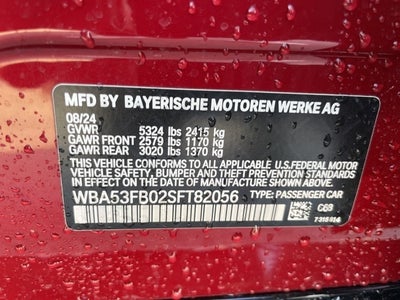 MFD BY BAYERISCHE MOTOREN WERKE AG
08/24
GVWR 5324 lbs 2415 kg
GAWR FRONT 2579 lbs 1170 kg
GAWR REAR 3020 lbs 1370 kg
THIS VEHICLE CONFORMS TO ALL APPLICABLE U.S. FEDERAL MOTOR
VEHICLE SAFETY AND THEFT PREVENTION STANDARDS
IN EFFECT ON THE DATE OF MANUFACTURE SHOWN ABOVE.
WBA53FB02SFT82056 TYPE: PASSENGER CAR
C69